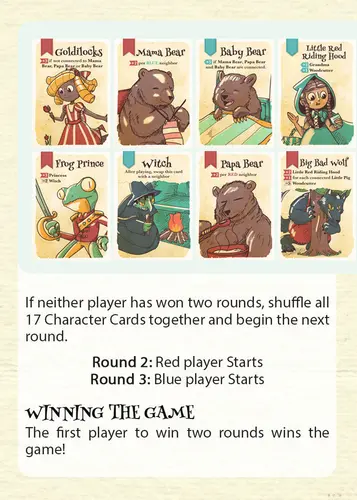 Goldilocks
if not connected to Mama
Bear, Papa Bear or Baby Bear
Mama Bear
per BLUE neighbor
Baby Bear
if Mama Bear, Papa Bear
and Baby Bear are connected
Little Red
Riding Hood
Grandma
Woodcutter
Frog Prince
Princess
Witch
Witch
After playing, swap this card
with a neighbor
Papa Bear
per RED neighbor
Big Bad Wolf
Little Red Riding Hood
for each connected Little Pig
Woodcutter
If neither player has won two rounds, shuffle all
17 Character Cards together and begin the next
round.
Round 2: Red player Starts
Round 3: Blue player Starts
WINNING THE GAME
The first player to win two rounds wins the
game!